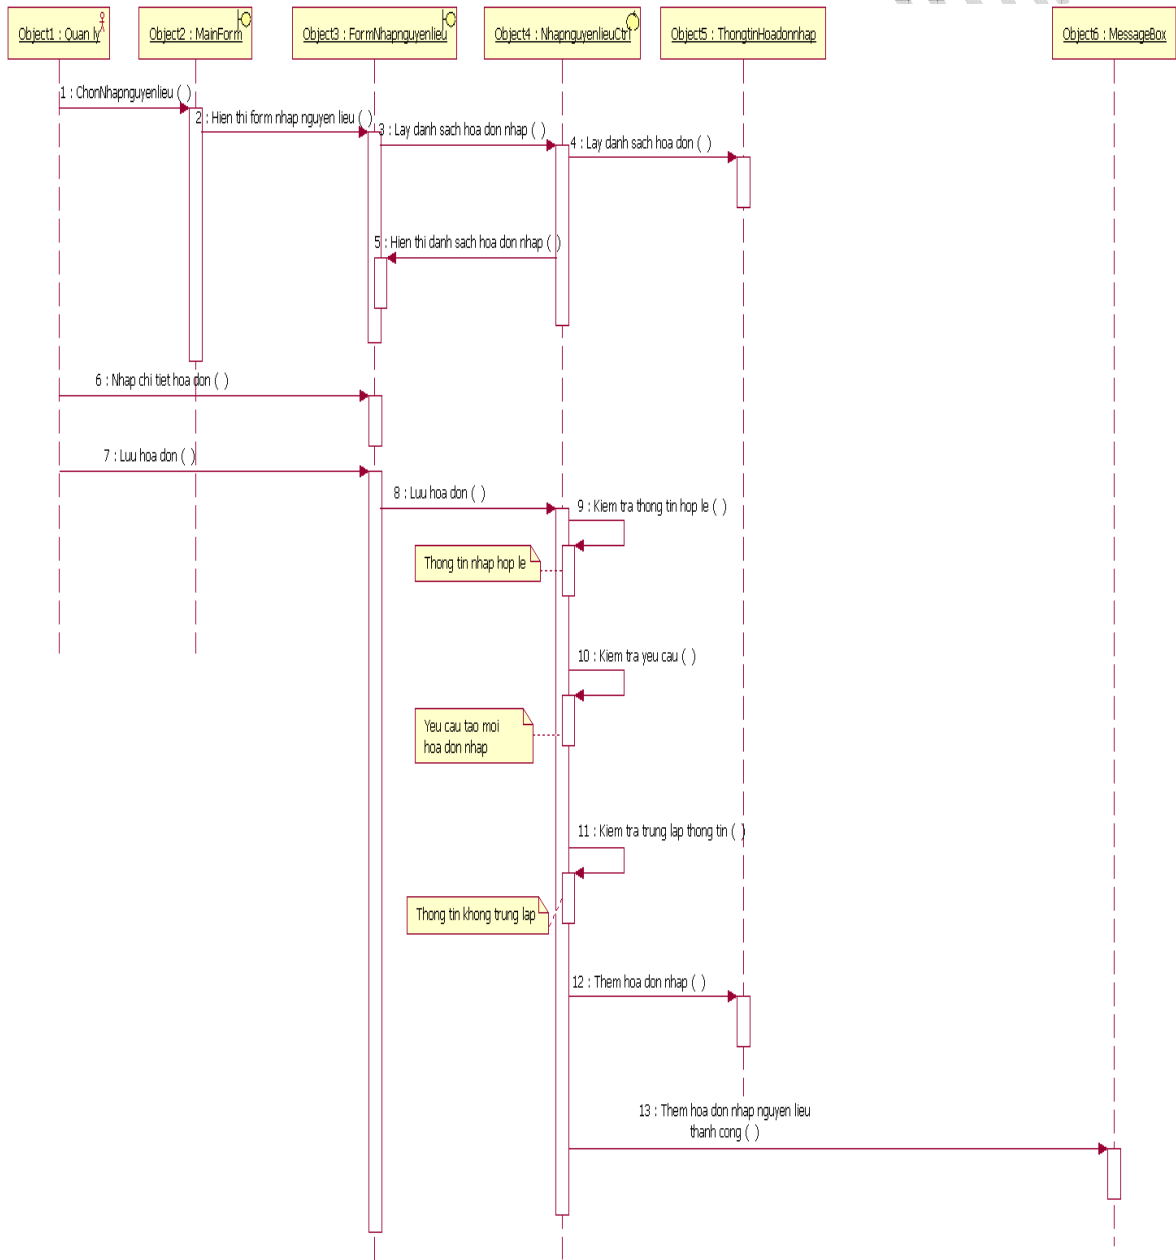 Object1 : Quan ly
Object2 : MainForm
Object3 : FormNhapnguyenlieu
Object4 : NhapnguyenlieuCtrl
Object5 : ThongtinHoadonnhap
Object6 : MessageBox
1 : ChonNhapnguyenlieu ( )
2 : Hien thi form nhap nguyen lieu ( )
3 : Lay danh sach hoa don nhap ( )
4 : Lay danh sach hoa don ( )
5 : Hien thi danh sach hoa don nhap ( )
6 : Nhap chi tiet hoa don ( )
7 : Luu hoa don ( )
8 : Luu hoa don ( )
9 : Kiem tra thong tin hop le ( )
Thong tin nhap hop le
10 : Kiem tra yeu cau ( )
Yeu cau tao moi
hoa don nhap
11 : Kiem tra trung lap thong tin ( )
Thong tin khong trung lap
12 : Them hoa don nhap ( )
13 : Them hoa don nhap nguyen lieu
thanh cong ( )